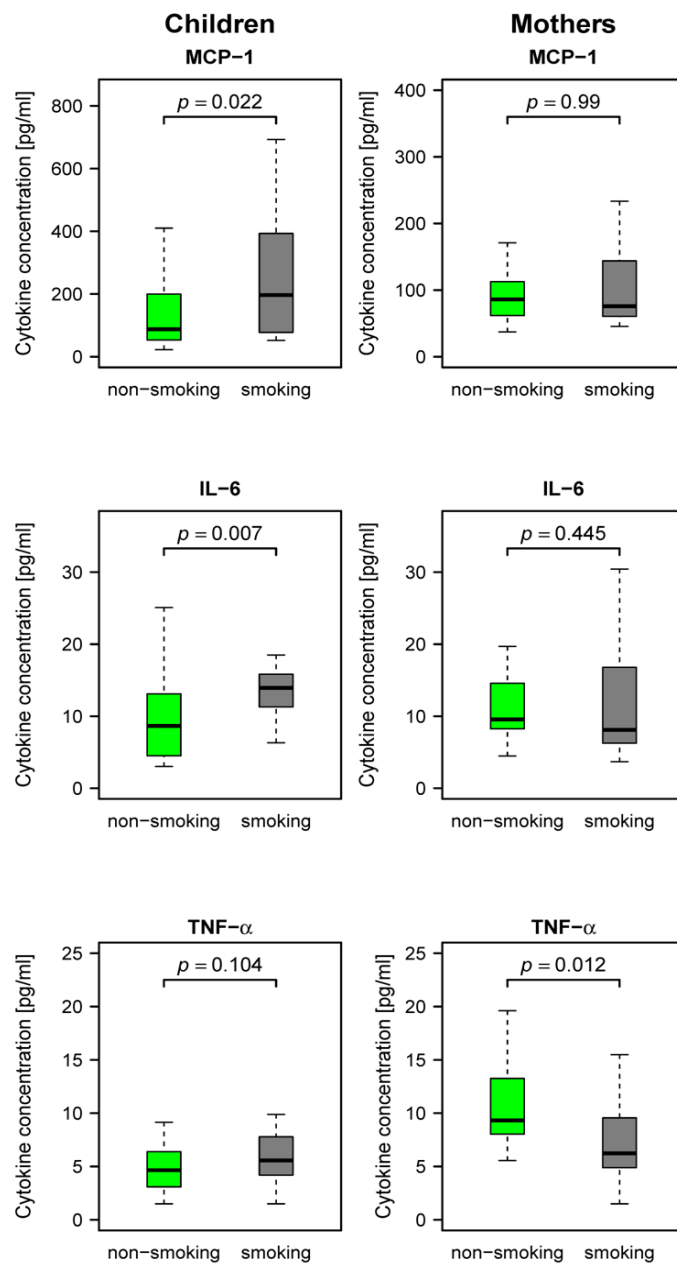 Children
MCP−1
Cytokine concentration [pg/ml]
800
600
400
200
0
p = 0.022
non−smoking smoking
Mothers
MCP−1
Cytokine concentration [pg/ml]
400
300
200
100
0
p = 0.99
non−smoking smoking
IL−6
Cytokine concentration [pg/ml]
30
20
10
0
p = 0.007
non−smoking smoking
IL−6
Cytokine concentration [pg/ml]
30
20
10
0
p = 0.445
non−smoking smoking
TNF−α
Cytokine concentration [pg/ml]
25
20
15
10
5
0
p = 0.104
non−smoking smoking
TNF−α
Cytokine concentration [pg/ml]
25
20
15
10
5
0
p = 0.012
non−smoking smoking